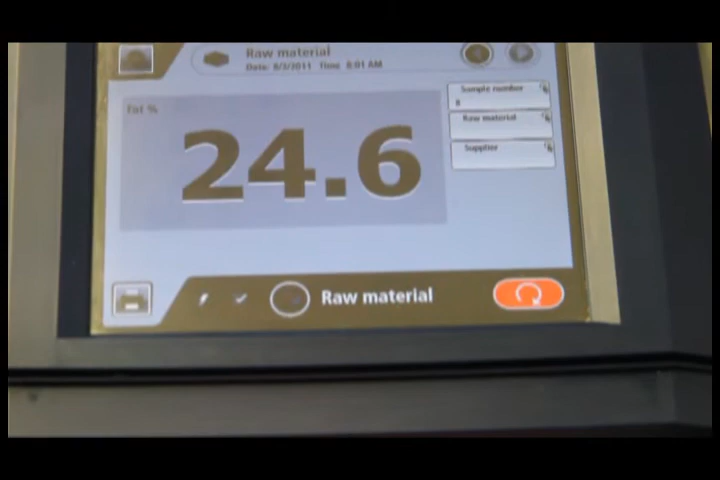 Raw material
Date: 8/3/2011 Time: 8:01 AM
Fat %
24.6
Sample number
8
Raw material
Supplier
Raw material